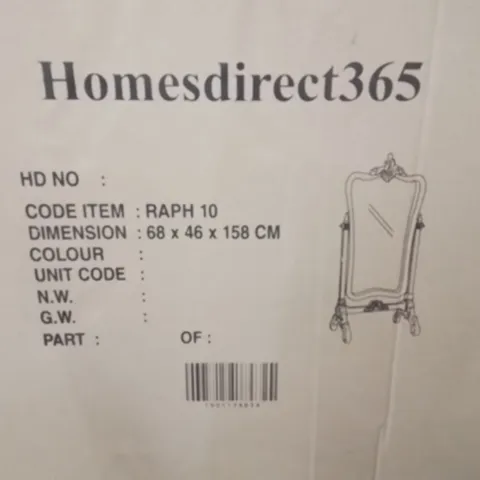 Homesdirect365
HD NO :
CODE ITEM : RAPH 10
DIMENSION : 68 x 46 x 158 CM
COLOUR :
UNIT CODE :
N.W. :
G.W. :
PART : OF :